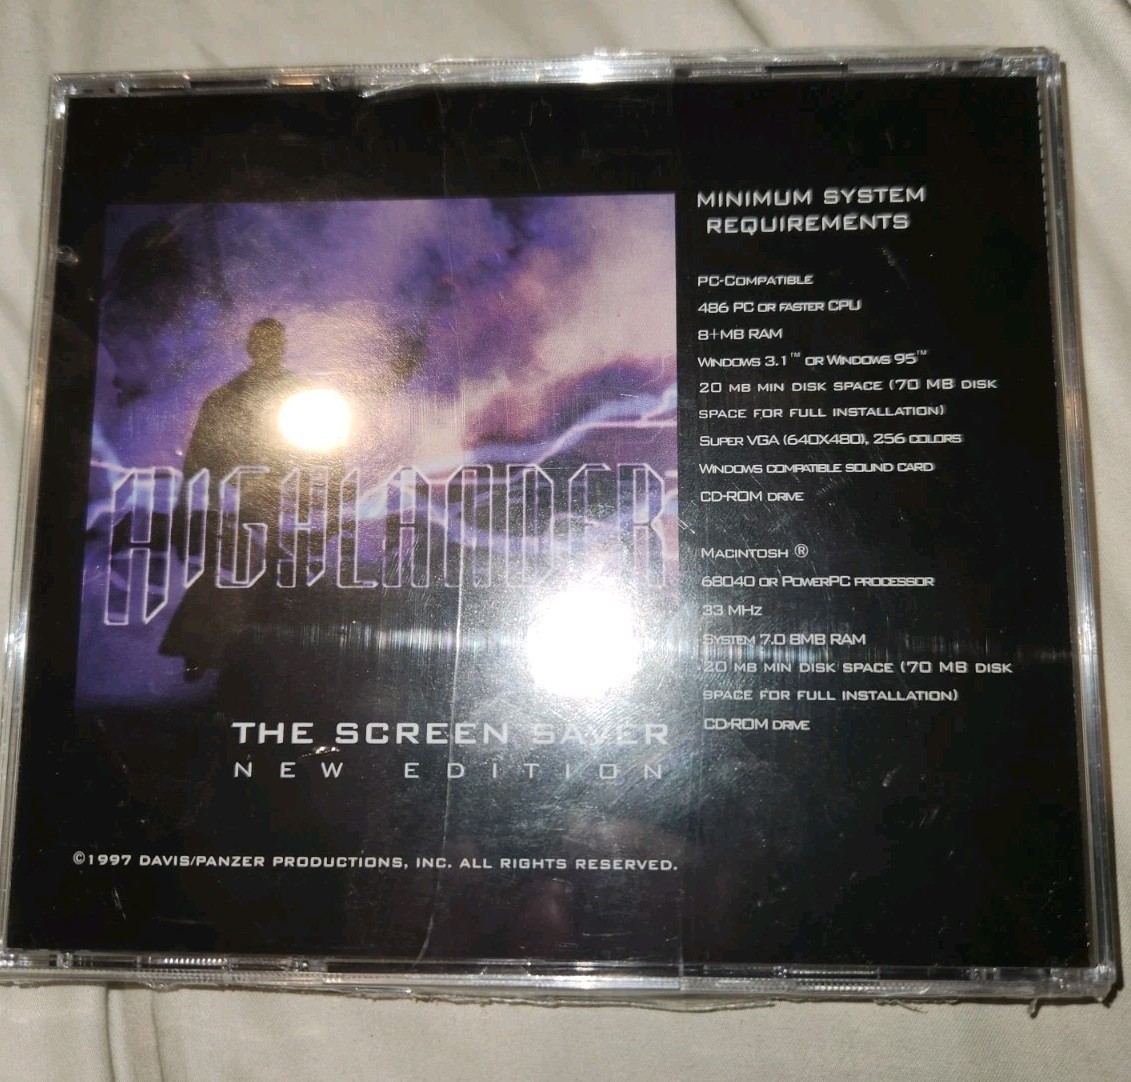 HIGHLANDER
THE SCREEN SAVER
NEW EDITION
©1997 DAVIS/PANZER PRODUCTIONS, INC. ALL RIGHTS RESERVED.
MINIMUM SYSTEM
REQUIREMENTS
PC-COMPATIBLE
486 PC OR FASTER CPU
8+MB RAM
WINDOWS 3.1™ OR WINDOWS 95™
20 MB MIN DISK SPACE (70 MB DISK
SPACE FOR FULL INSTALLATION)
SUPER VGA (640X480), 256 COLORS
WINDOWS COMPATIBLE SOUND CARD
CD-ROM DRIVE
MACINTOSH ®
68040 OR POWERPC PROCESSOR
33 MHZ
SYSTEM 7.0 8MB RAM
20 MB MIN DISK SPACE (70 MB DISK
SPACE FOR FULL INSTALLATION)
CD-ROM DRIVE